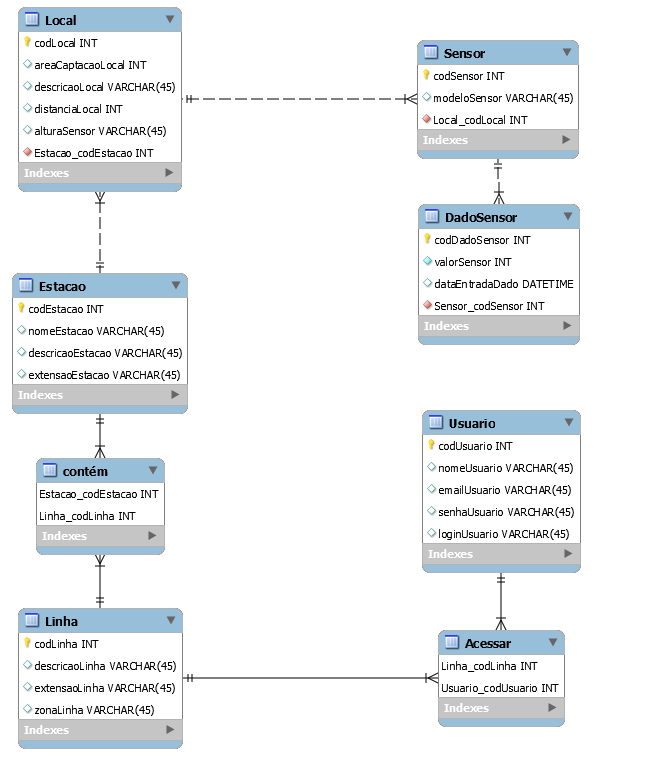 Local
codLocal INT
areaCaptacaoLocal INT
descricaoLocal VARCHAR(45)
distanciaLocal INT
alturaSensor VARCHAR(45)
Estacao_codEstacao INT
Indexes
Sensor
codSensor INT
modeloSensor VARCHAR(45)
Local_codLocal INT
Indexes
DadoSensor
codDadoSensor INT
valorSensor INT
dataEntradaDado DATETIME
Sensor_codSensor INT
Indexes
Estacao
codEstacao INT
nomeEstacao VARCHAR(45)
descricaoEstacao VARCHAR(45)
extensaoEstacao VARCHAR(45)
Indexes
contém
Estacao_codEstacao INT
Linha_codLinha INT
Indexes
Usuario
codUsuario INT
nomeUsuario VARCHAR(45)
emailUsuario VARCHAR(45)
senhaUsuario VARCHAR(45)
loginUsuario VARCHAR(45)
Indexes
Linha
codLinha INT
descricaoLinha VARCHAR(45)
extensaoLinha VARCHAR(45)
zonaLinha VARCHAR(45)
Indexes
Acessar
Linha_codLinha INT
Usuario_codUsuario INT
Indexes